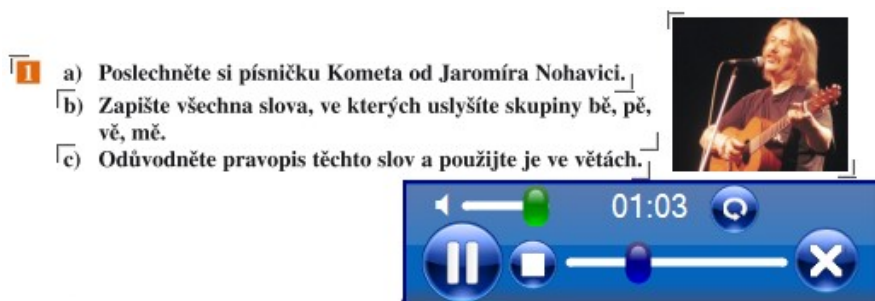 1 a) Poslechněte si písničku Kometa od Jaromíra Nohavici.
b) Zapište všechna slova, ve kterých uslyšíte skupiny bě, pě,
vě, mě.
c) Odůvodněte pravopis těchto slov a použijte je ve větách.
01:03